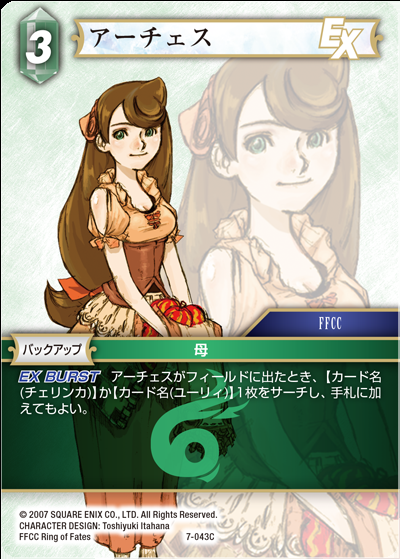 3
アーチェス
EX
FFCC
バックアップ
母
EX BURST アーチェスがフィールドに出たとき、【カード名
(チェリンカ)】か【カード名(ユーリィ)】1枚をサーチし、手札に加
えてもよい。
© 2007 SQUARE ENIX CO., LTD. All Rights Reserved.
CHARACTER DESIGN: Toshiyuki Itahana
FFCC Ring of Fates
7-043C